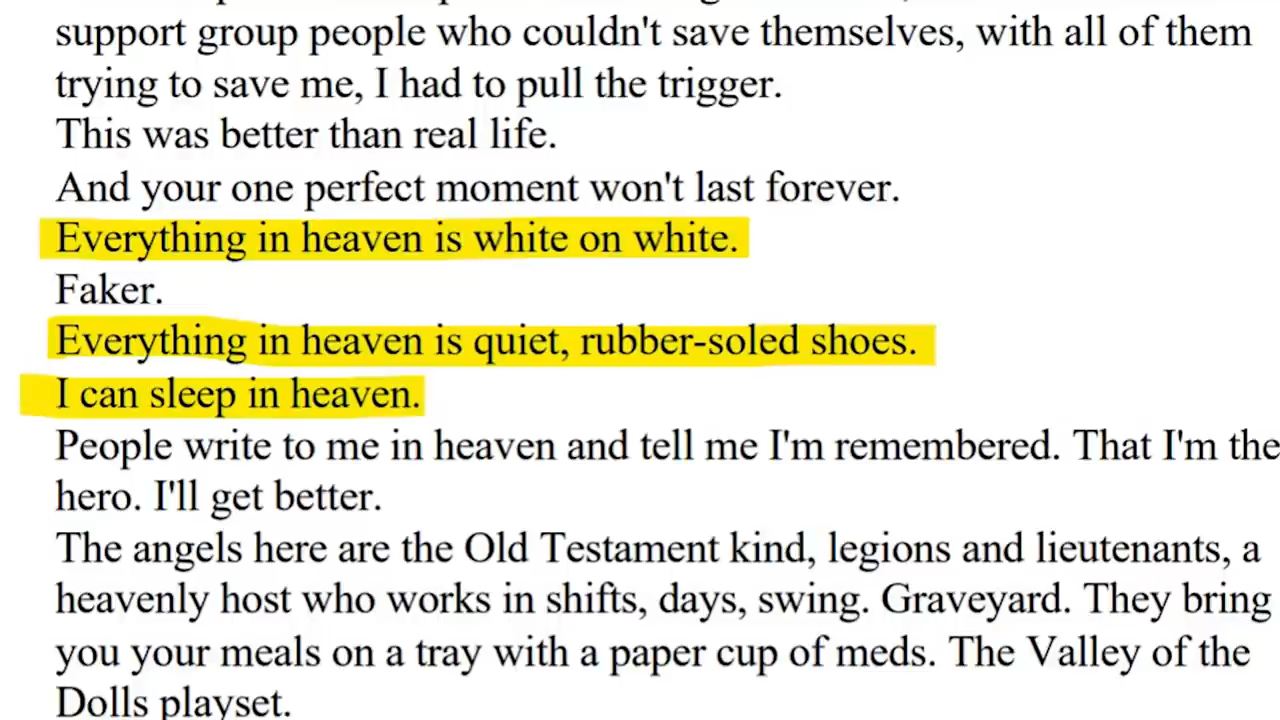 support group people who couldn't save themselves, with all of them
trying to save me, I had to pull the trigger.
This was better than real life.
And your one perfect moment won't last forever.
Everything in heaven is white on white.
Faker.
Everything in heaven is quiet, rubber-soled shoes.
I can sleep in heaven.
People write to me in heaven and tell me I'm remembered. That I'm the
hero. I'll get better.
The angels here are the Old Testament kind, legions and lieutenants, a
heavenly host who works in shifts, days, swing. Graveyard. They bring
you your meals on a tray with a paper cup of meds. The Valley of the
Dolls playset.